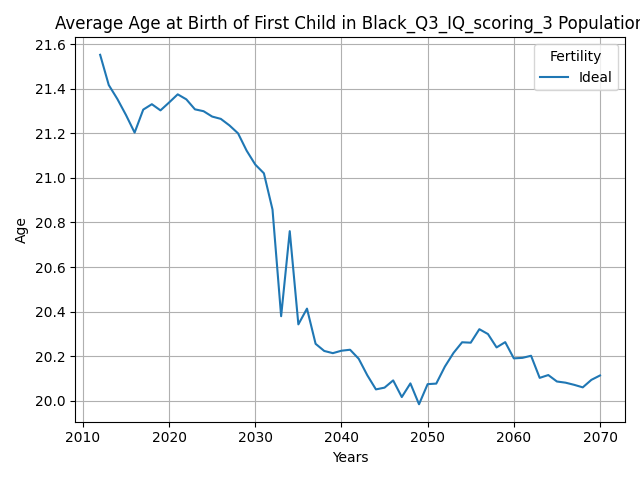 Average Age at Birth of First Child in Black_Q3_IQ_scoring_3 Population
21.6
21.4
21.2
21.0
20.8
20.6
20.4
20.2
20.0
Age
Fertility
Ideal
2010 2020 2030 2040 2050 2060 2070
Years